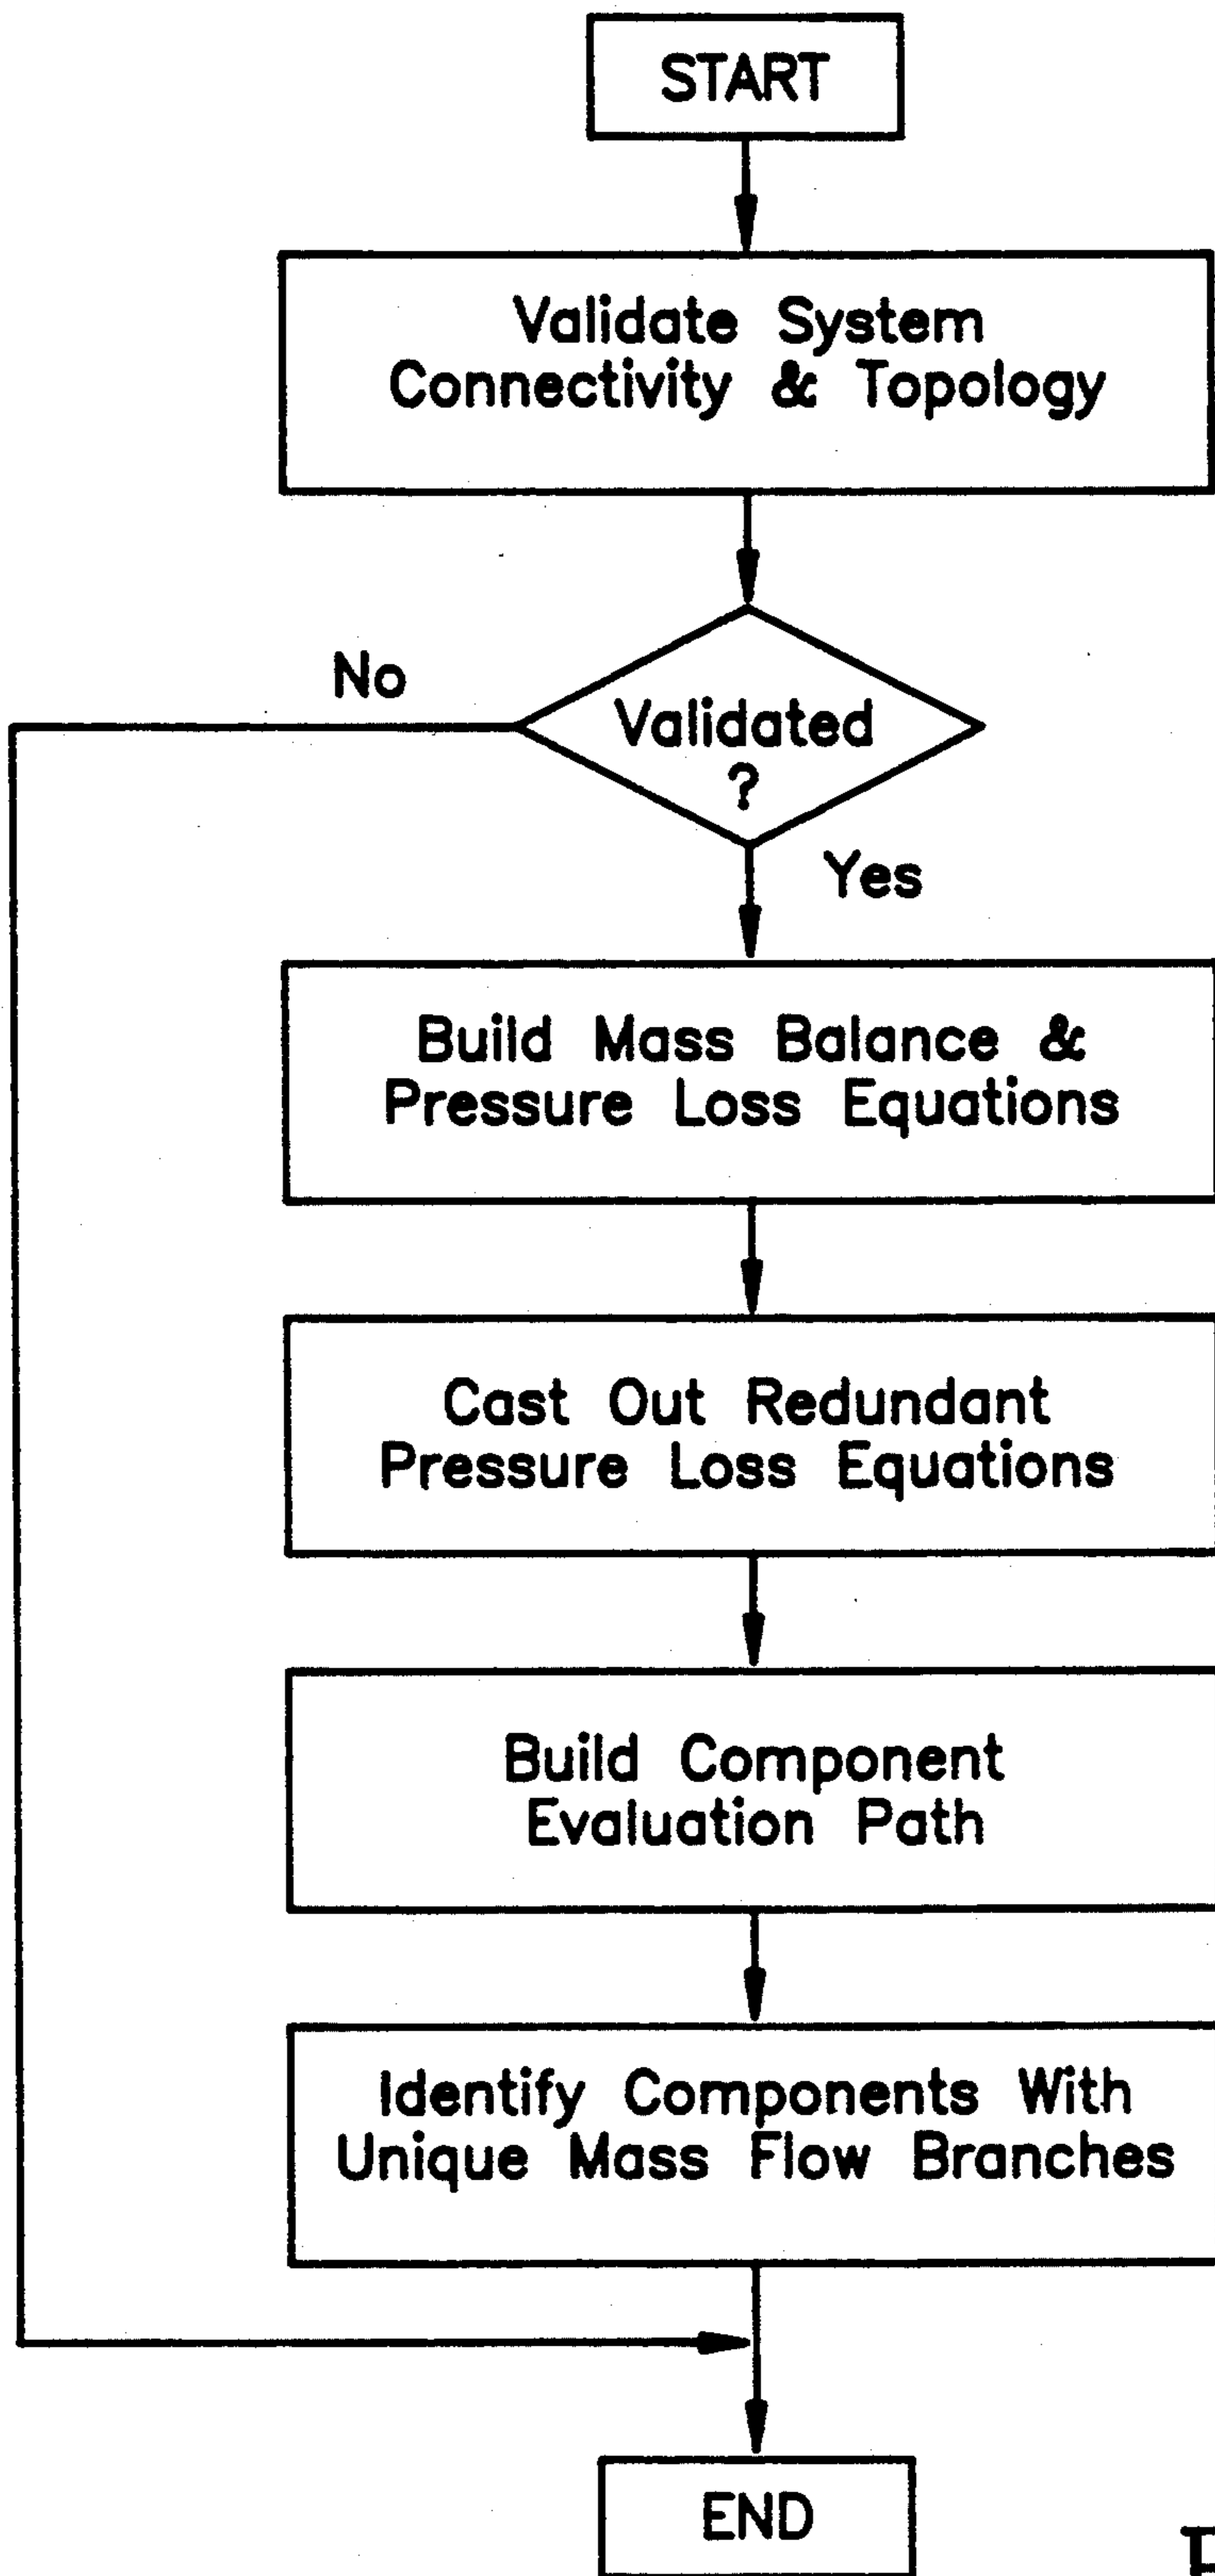 START
Validate System
Connectivity & Topology
No
Validated
?
Yes
Build Mass Balance &
Pressure Loss Equations
Cast Out Redundant
Pressure Loss Equations
Build Component
Evaluation Path
Identify Components With
Unique Mass Flow Branches
END